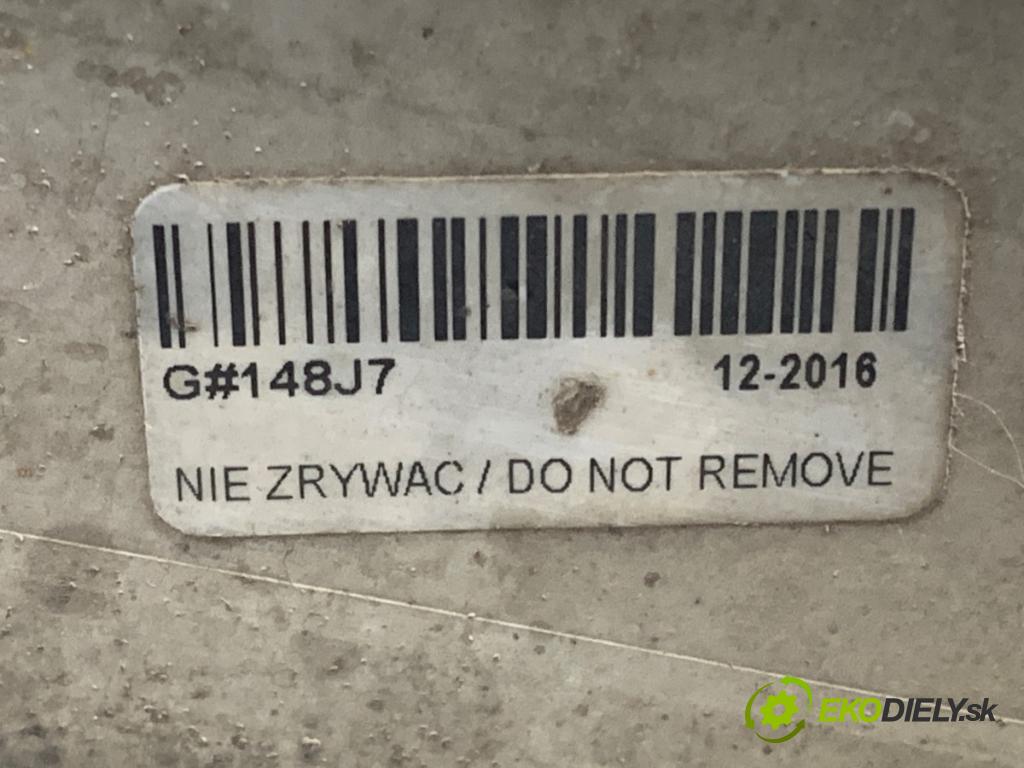 G#148J7 12-2016
NIE ZRYWAC / DO NOT REMOVE
EKODIELY.sk